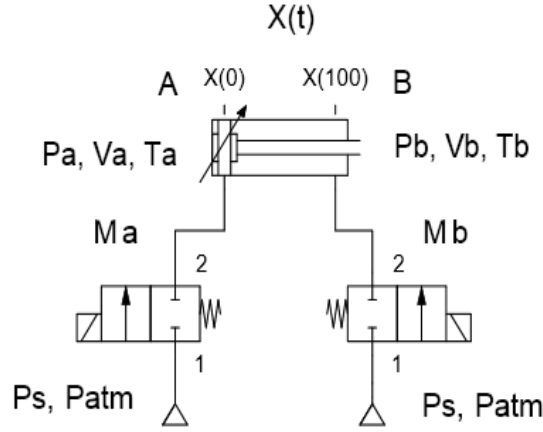 X(t)
A X(0) X(100) B
Pa, Va, Ta
Pb, Vb, Tb
Ma
Mb
2
2
1
1
Ps, Patm
Ps, Patm